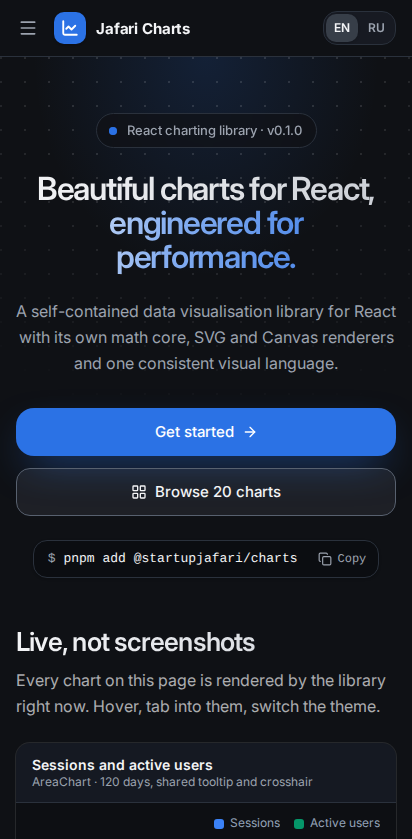 Jafari Charts
EN RU
React charting library · v0.1.0
Beautiful charts for React,
engineered for
performance.
A self-contained data visualisation library for React
with its own math core, SVG and Canvas renderers
and one consistent visual language.
Get started →
Browse 20 charts
$ pnpm add @startupjafari/charts Copy
Live, not screenshots
Every chart on this page is rendered by the library
right now. Hover, tab into them, switch the theme.
Sessions and active users
AreaChart · 120 days, shared tooltip and crosshair
Sessions Active users